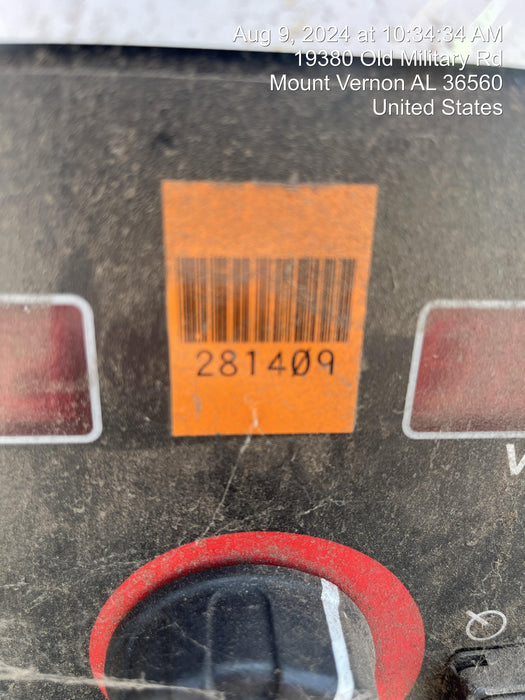 Aug 9, 2024 at 10:34:34 AM
19380 Old Military Rd
Mount Vernon AL 36560
United States
281409
V